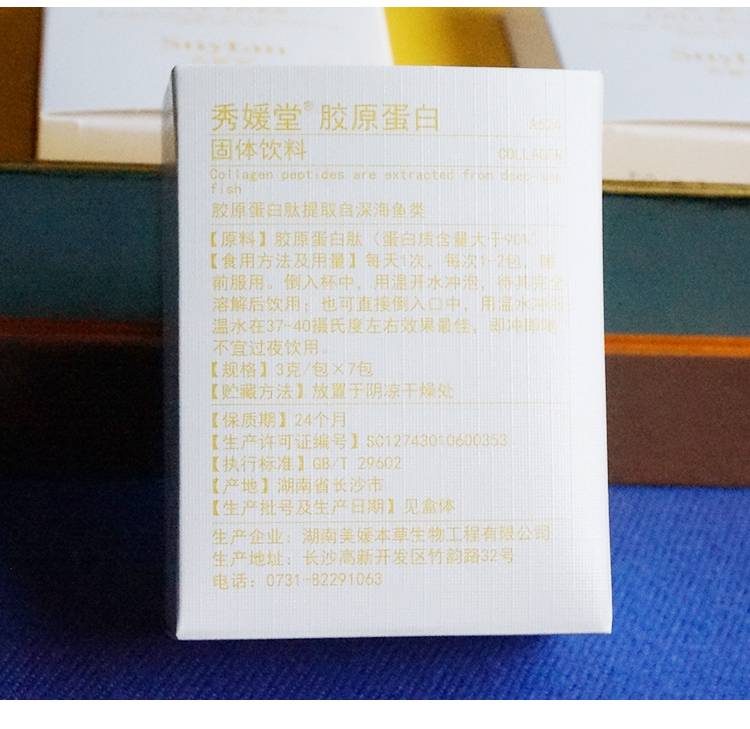 秀媛堂® 胶原蛋白
固体饮料 COLLAGEN
Collagen peptides are extracted from deep-sea
fish
胶原蛋白肽提取自深海鱼类
【原料】胶原蛋白肽（蛋白质含量大于90%）
【食用方法及用量】每天1次，每次1-2包，睡
前服用。倒入杯中，用温开水冲泡，待其完全
溶解后饮用；也可直接倒入口中，用温水冲服
温水在37-40摄氏度左右效果最佳，即冲即喝
不宜过夜饮用。
【规格】3克/包×7包
【贮藏方法】放置于阴凉干燥处
【保质期】24个月
【生产许可证编号】SC12743010600353
【执行标准】GB/T 29602
【产地】湖南省长沙市
【生产批号及生产日期】见盒体
生产企业：湖南美媛本草生物工程有限公司
生产地址：长沙高新开发区竹韵路32号
电话：0731-82291063